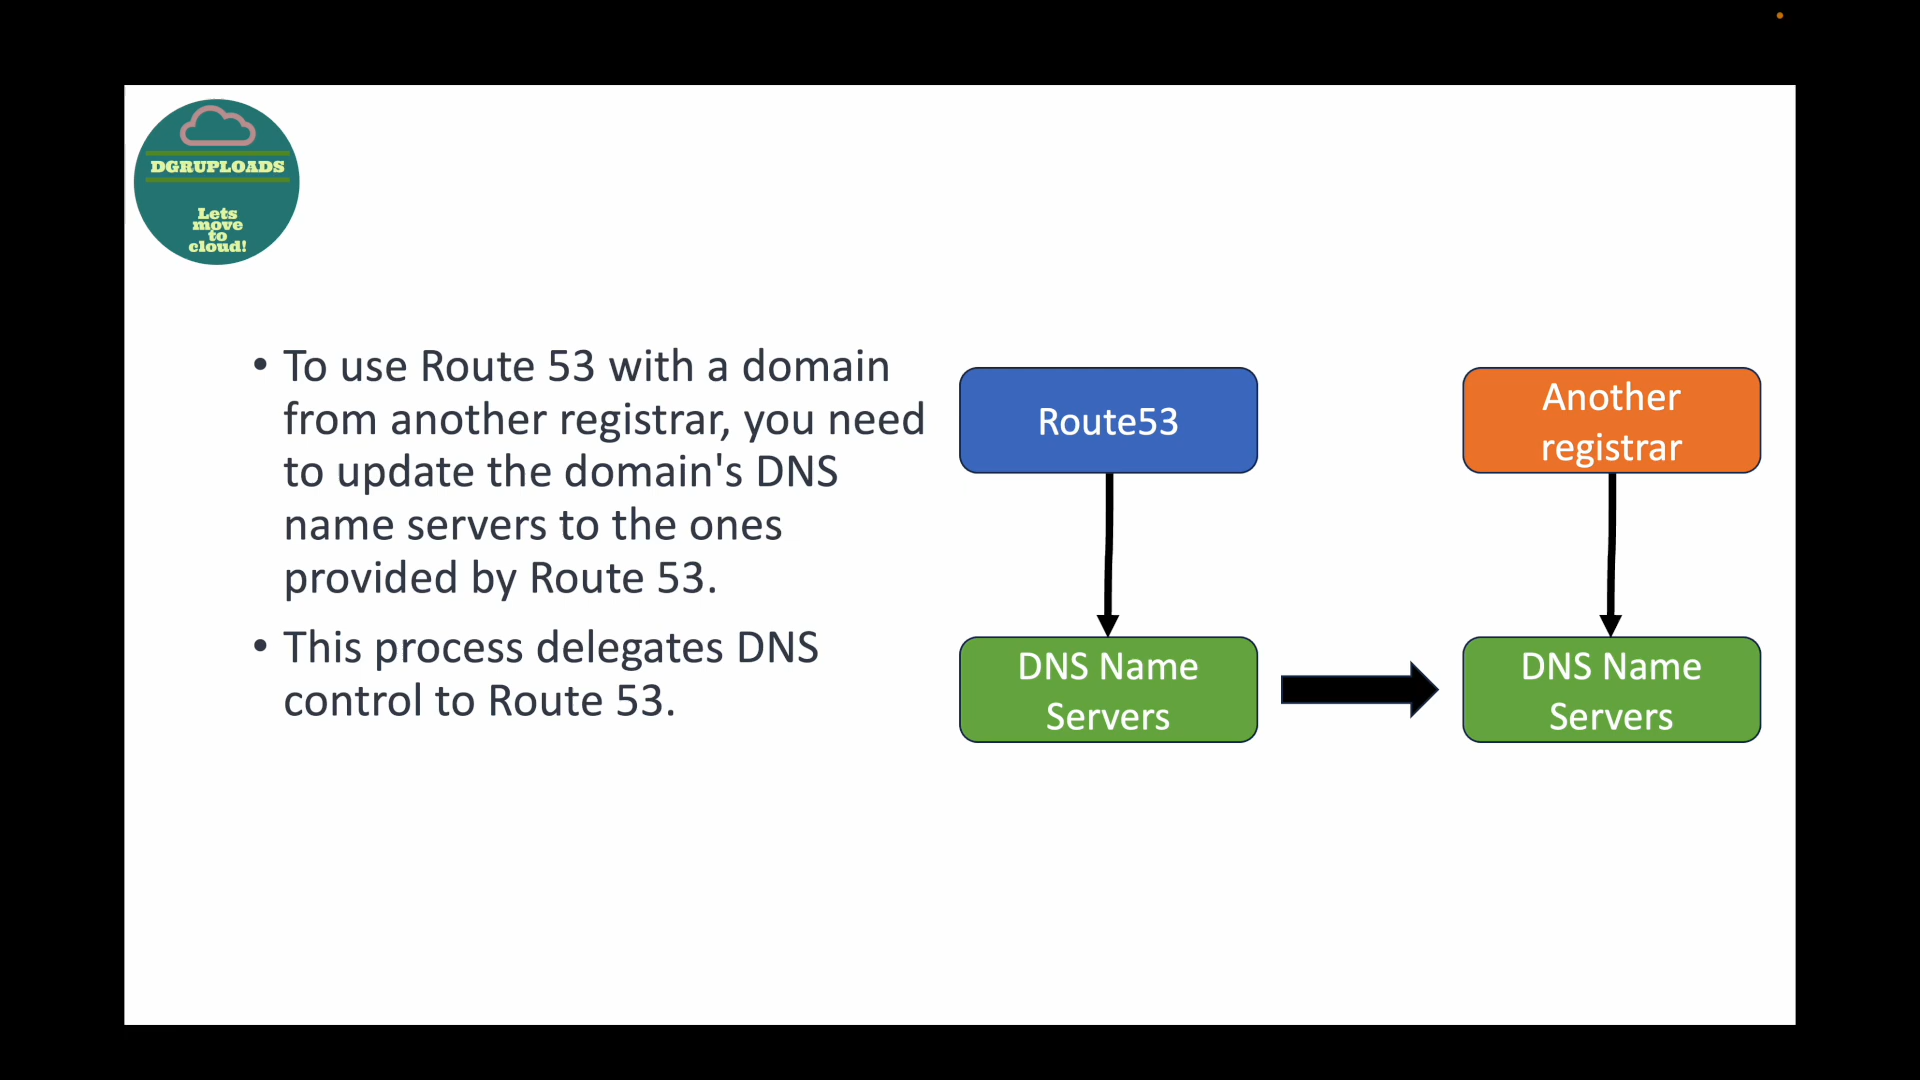 DGRUPLOADS
Lets
move
to
cloud!
• To use Route 53 with a domain
from another registrar, you need
to update the domain's DNS
name servers to the ones
provided by Route 53.
• This process delegates DNS
control to Route 53.
Route53
Another
registrar
DNS Name
Servers
DNS Name
Servers